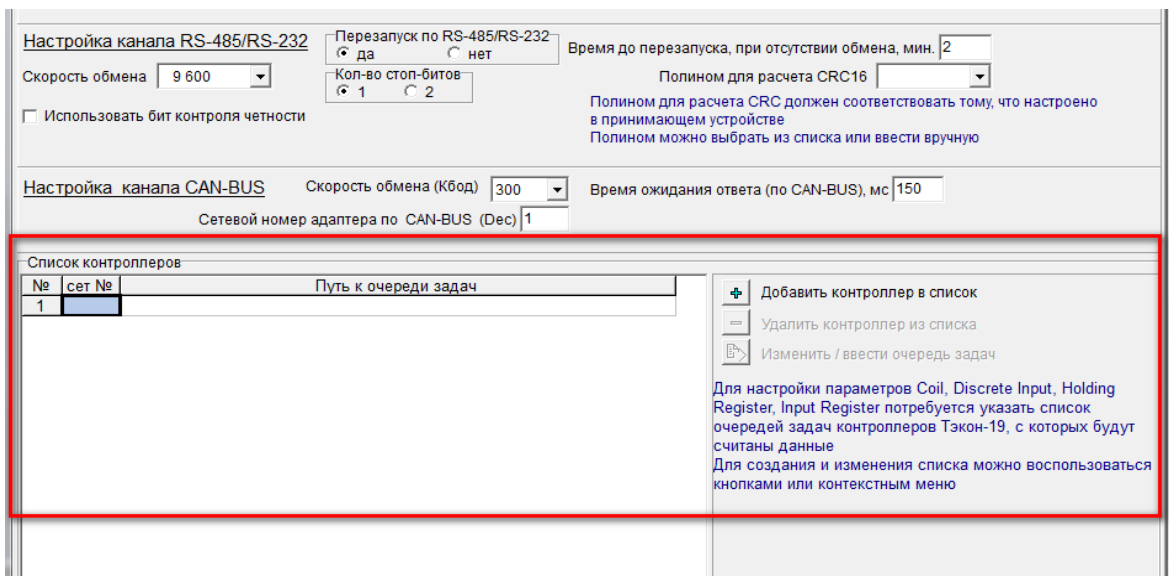 Настройка канала RS-485/RS-232
Перезапуск по RS-485/RS-232
да нет
Время до перезапуска, при отсутствии обмена, мин. 2
Скорость обмена 9 600
Кол-во стоп-битов
1 2
Полином для расчета CRC16
Использовать бит контроля четности
Полином для расчета CRC должен соответствовать тому, что настроено
в принимающем устройстве
Полином можно выбрать из списка или ввести вручную
Настройка канала CAN-BUS
Скорость обмена (Кбод) 300
Время ожидания ответа (по CAN-BUS), мс 150
Сетевой номер адаптера по CAN-BUS (Dec) 1
Список контроллеров
№ сет № Путь к очереди задач
1
Добавить контроллер в список
Удалить контроллер из списка
Изменить / ввести очередь задач
Для настройки параметров Coil, Discrete Input, Holding
Register, Input Register потребуется указать список
очередей задач контроллеров Тэкон-19, с которых будут
считаны данные
Для создания и изменения списка можно воспользоваться
кнопками или контекстным меню